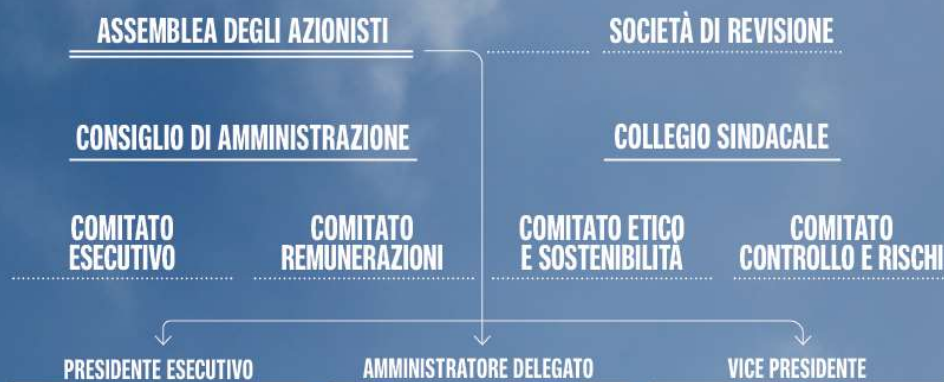 ASSEMBLEA DEGLI AZIONISTI
SOCIETÀ DI REVISIONE
CONSIGLIO DI AMMINISTRAZIONE
COLLEGIO SINDACALE
COMITATO
ESECUTIVO
COMITATO
REMUNERAZIONI
COMITATO ETICO
E SOSTENIBILITÀ
COMITATO
CONTROLLO E RISCHI
PRESIDENTE ESECUTIVO
AMMINISTRATORE DELEGATO
VICE PRESIDENTE